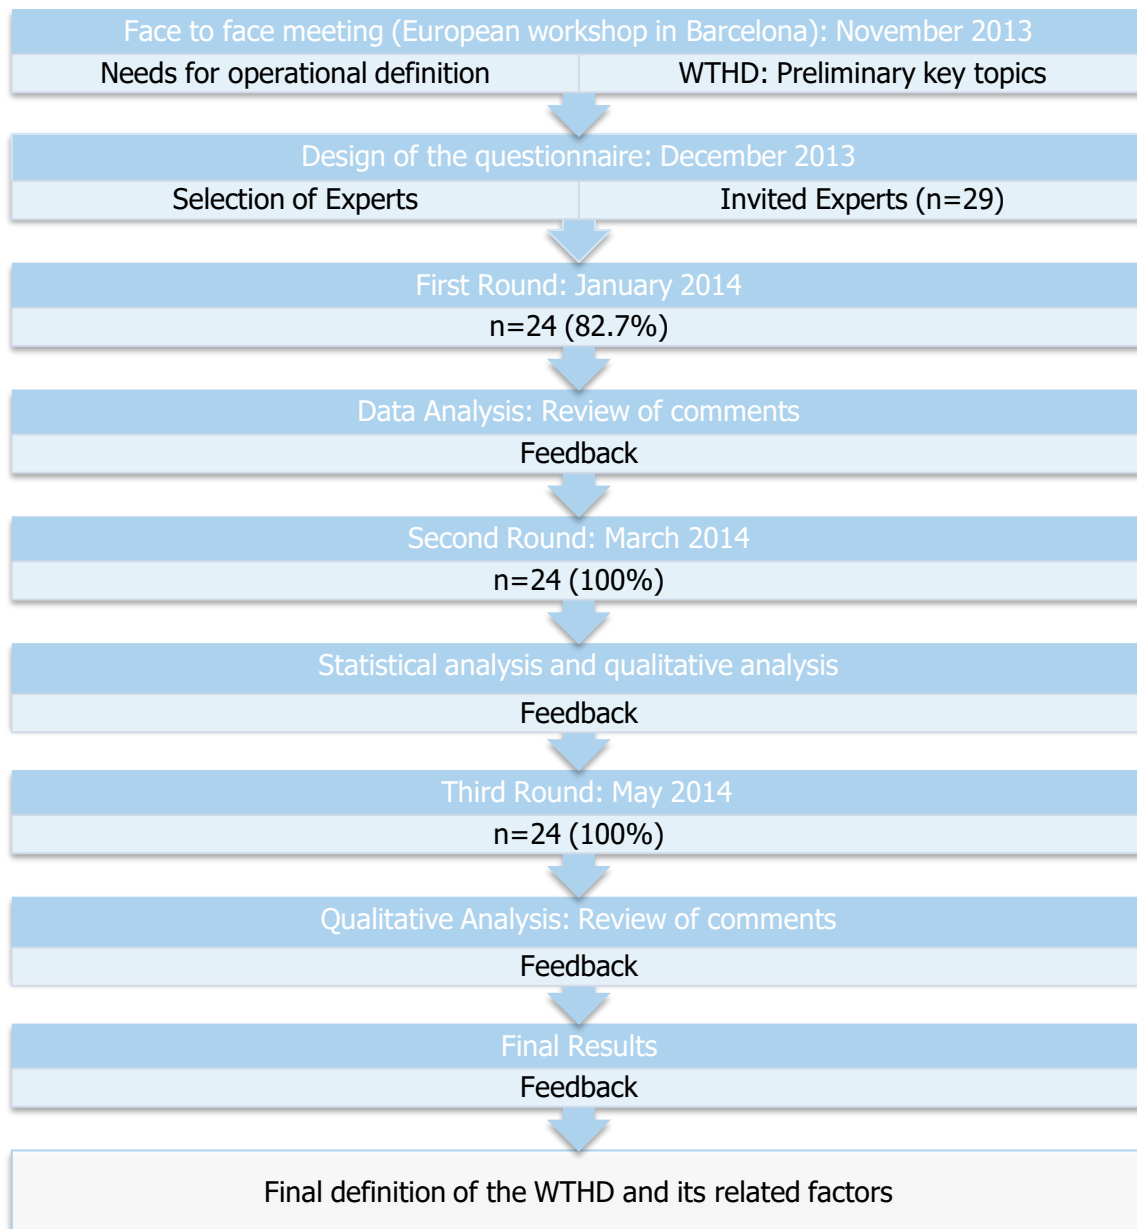 Face to face meeting (European workshop in Barcelona): November 2013
Needs for operational definition
WTHD: Preliminary key topics
Design of the questionnaire: December 2013
Selection of Experts
Invited Experts (n=29)
First Round: January 2014
n=24 (82.7%)
Data Analysis: Review of comments
Feedback
Second Round: March 2014
n=24 (100%)
Statistical analysis and qualitative analysis
Feedback
Third Round: May 2014
n=24 (100%)
Qualitative Analysis: Review of comments
Feedback
Final Results
Feedback
Final definition of the WTHD and its related factors